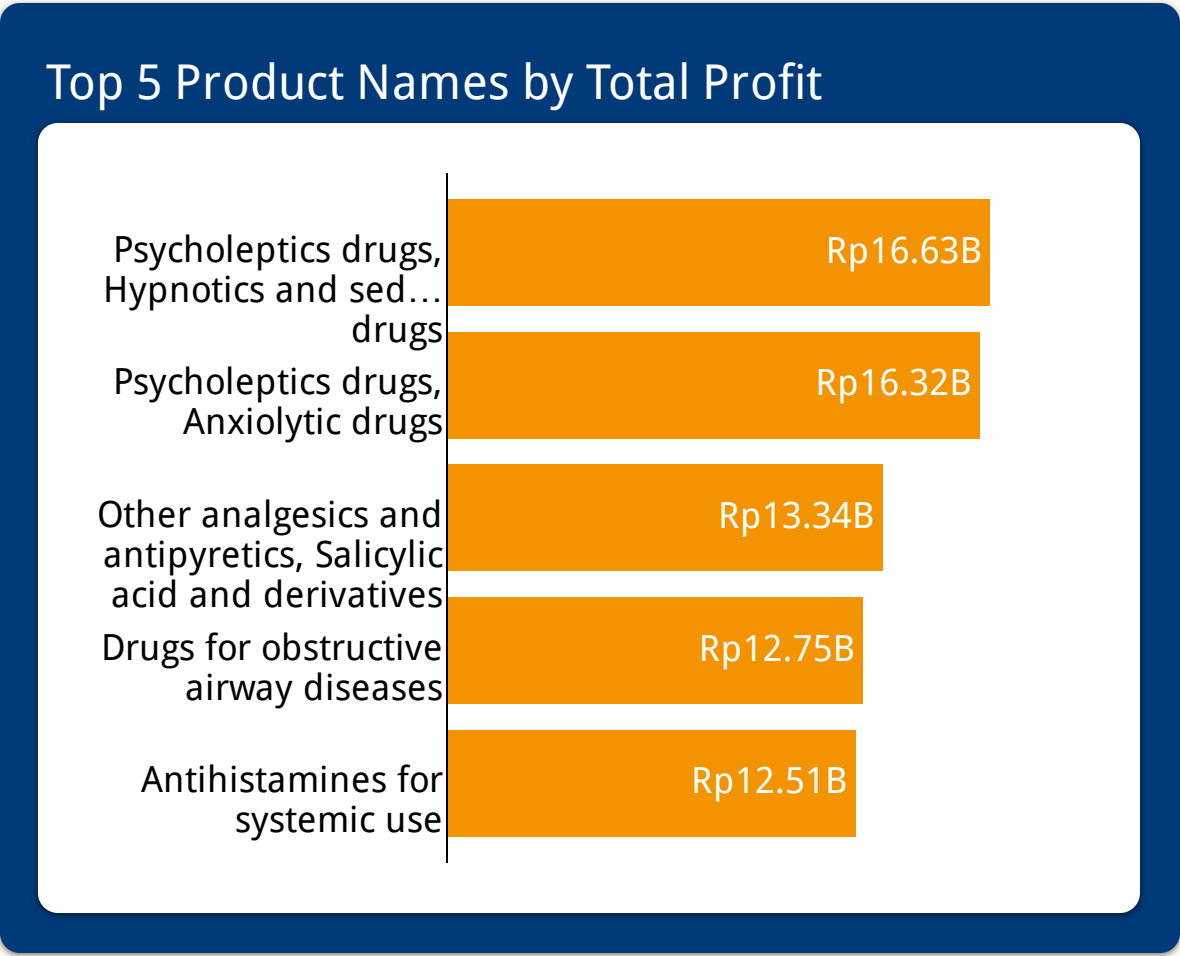 Top 5 Product Names by Total Profit
Psycholeptics drugs,
Hypnotics and sed…
drugs
Rp16.63B
Psycholeptics drugs,
Anxiolytic drugs
Rp16.32B
Other analgesics and
antipyretics, Salicylic
acid and derivatives
Rp13.34B
Drugs for obstructive
airway diseases
Rp12.75B
Antihistamines for
systemic use
Rp12.51B